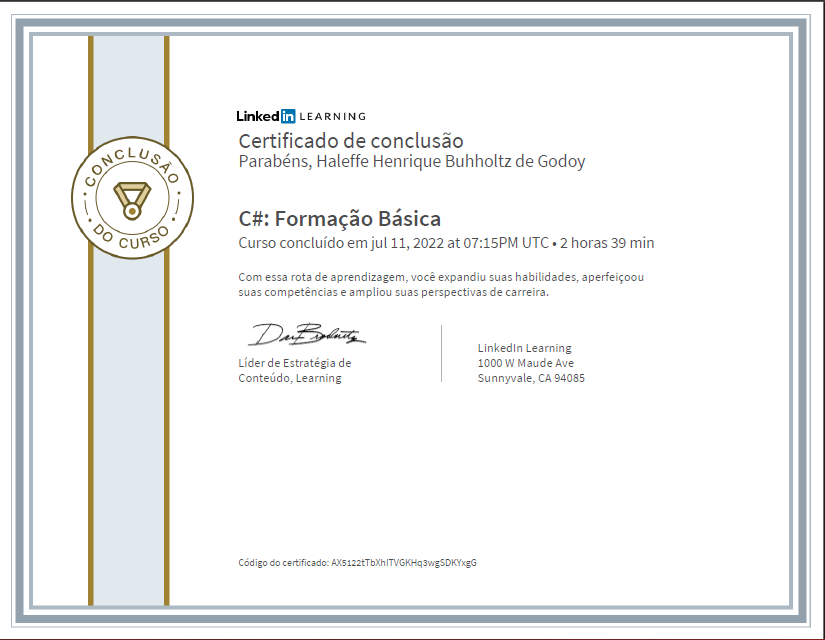 Linked in LEARNING
Certificado de conclusão
Parabéns, Haleffe Henrique Buhholtz de Godoy
CONCLUSÃO
DO CURSO
C#: Formação Básica
Curso concluído em jul 11, 2022 at 07:15PM UTC • 2 horas 39 min
Com essa rota de aprendizagem, você expandiu suas habilidades, aperfeiçoou
suas competências e ampliou suas perspectivas de carreira.
Líder de Estratégia de
Conteúdo, Learning
LinkedIn Learning
1000 W Maude Ave
Sunnyvale, CA 94085
Código do certificado: AX5122tTbXhITVGKHq3wgSDKYxgG